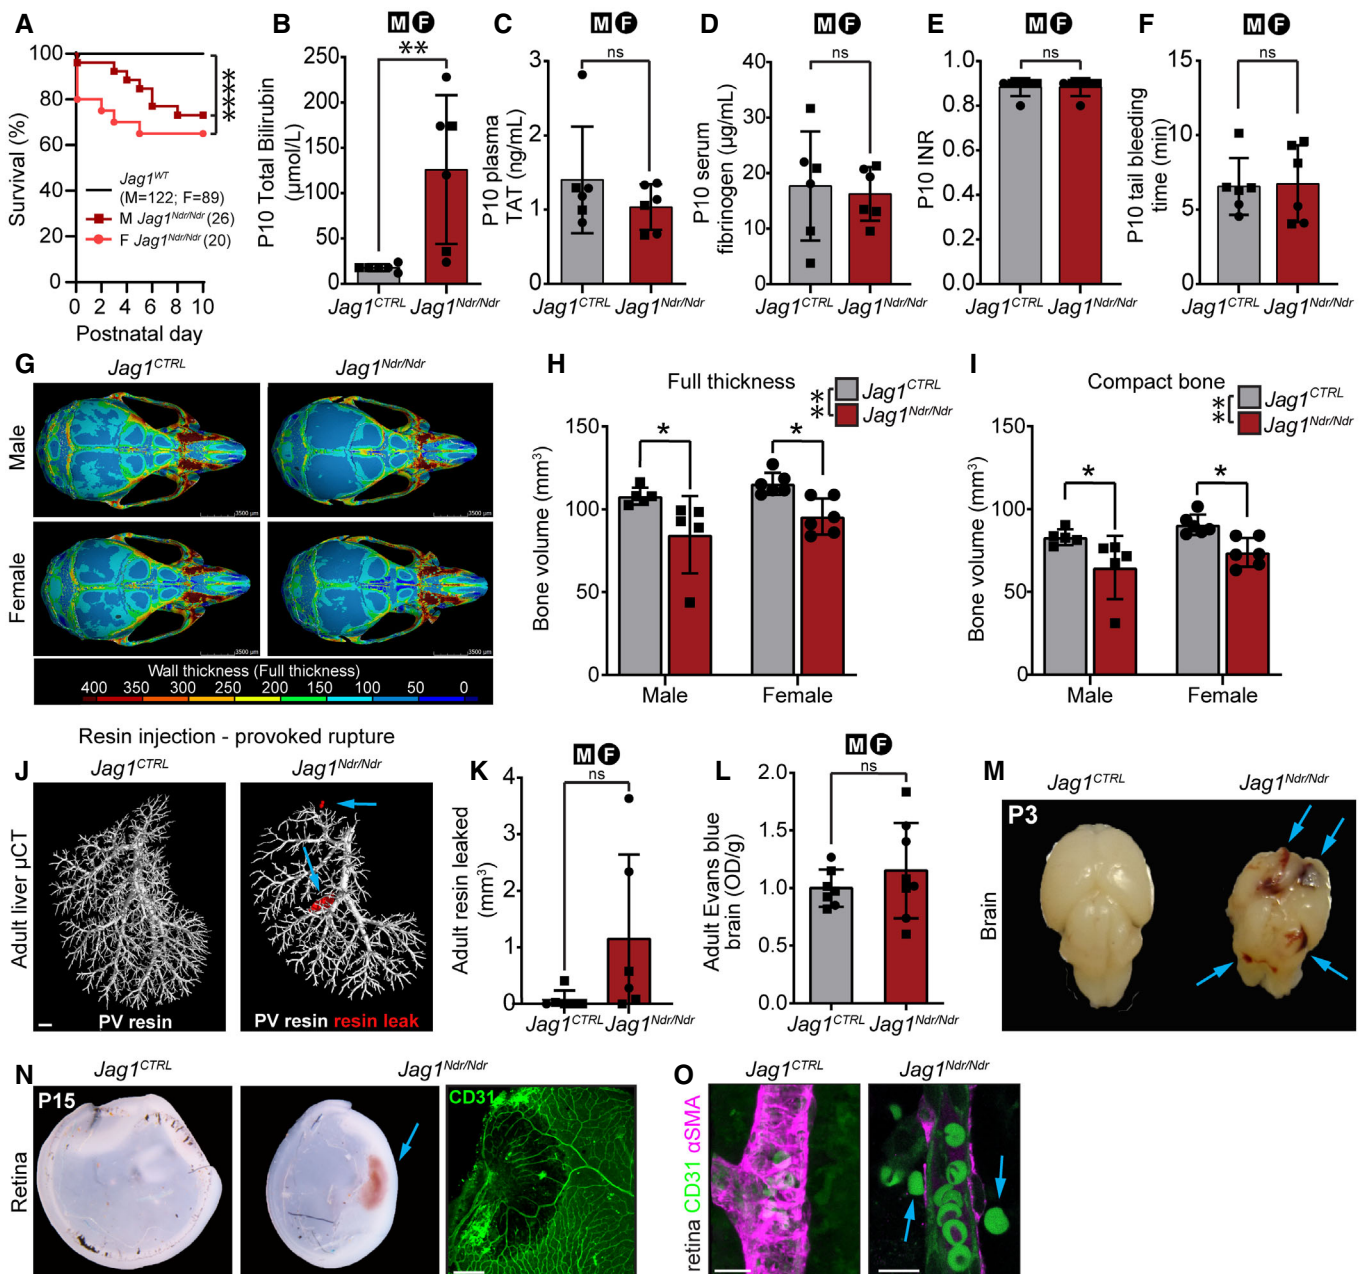 A
Survival (%)
100
80
60
40
20
0
0 2 4 6 8 10
Postnatal day
****
Jag1WT
(M=122; F=89)
M Jag1Ndr/Ndr (26)
F Jag1Ndr/Ndr (20)
B
M F
P10 Total Bilirubin
(µmol/L)
250
200
150
100
50
0
**
Jag1CTRL Jag1Ndr/Ndr
C
M F
P10 plasma
TAT (ng/mL)
3
2
1
0
ns
Jag1CTRL Jag1Ndr/Ndr
D
M F
P10 serum
fibrinogen (µg/mL)
40
30
20
10
0
ns
Jag1CTRL Jag1Ndr/Ndr
E
M F
P10 INR
1.0
0.8
0.6
0.4
0.2
0.0
ns
Jag1CTRL Jag1Ndr/Ndr
F
M F
P10 tail bleeding
time (min)
15
10
5
0
ns
Jag1CTRL Jag1Ndr/Ndr
G
Jag1CTRL Jag1Ndr/Ndr
Male
Female
3500 µm
3500 µm
3500 µm
3500 µm
Wall thickness (Full thickness)
400 350 300 250 200 150 100 50 0
H
Full thickness
**
Jag1CTRL
Jag1Ndr/Ndr
Bone volume (mm3)
150
100
50
0
* *
Male Female
I
Compact bone
**
Jag1CTRL
Jag1Ndr/Ndr
Bone volume (mm3)
150
100
50
0
* *
Male Female
Resin injection - provoked rupture
J
Jag1CTRL Jag1Ndr/Ndr
Adult liver µCT
PV resin
PV resin resin leak
K
M F
Adult resin leaked
(mm3)
4
3
2
1
0
ns
Jag1CTRL Jag1Ndr/Ndr
L
M F
Adult Evans blue
brain (OD/g)
2.0
1.5
1.0
0.5
0.0
ns
Jag1CTRL Jag1Ndr/Ndr
M
Jag1CTRL Jag1Ndr/Ndr
P3
Brain
N
Jag1CTRL Jag1Ndr/Ndr
P15
CD31
Retina
O
Jag1CTRL Jag1Ndr/Ndr
retina CD31 αSMA